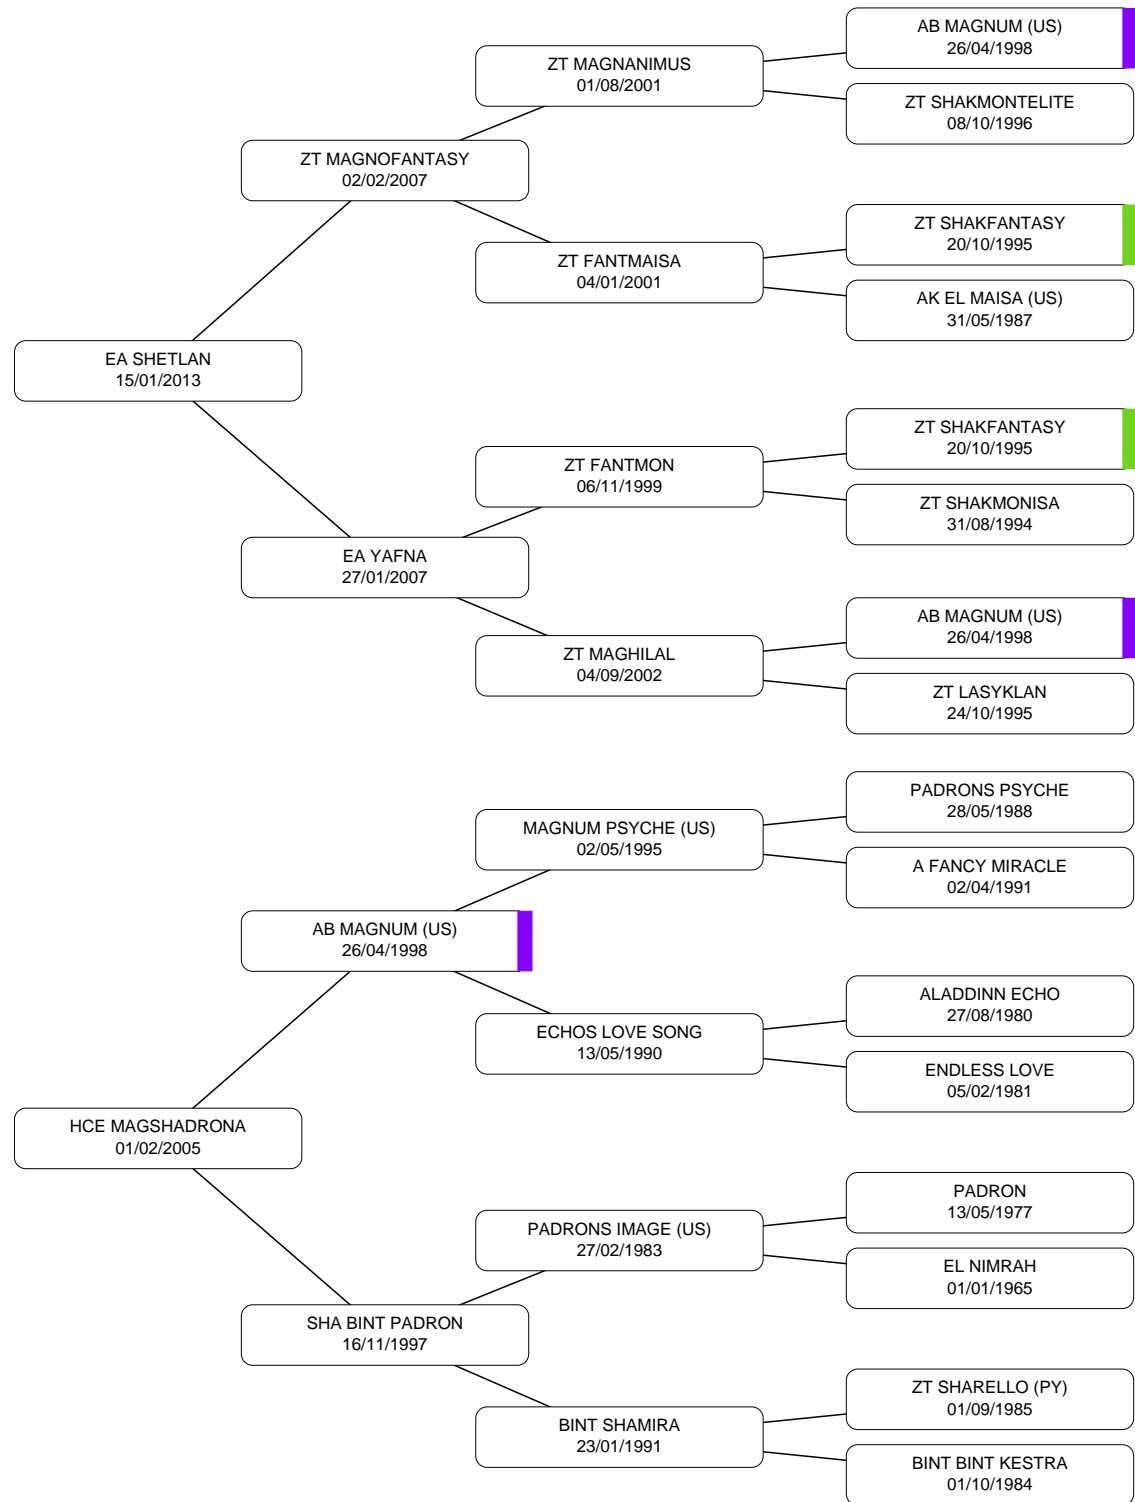 AB MAGNUM (US)
26/04/1998
ZT MAGNANIMUS
01/08/2001
ZT SHAKMONTELITE
08/10/1996
ZT MAGNOFANTASY
02/02/2007
ZT SHAKFANTASY
20/10/1995
ZT FANTMAISA
04/01/2001
AK EL MAISA (US)
31/05/1987
EA SHETLAN
15/01/2013
ZT SHAKFANTASY
20/10/1995
ZT FANTMON
06/11/1999
ZT SHAKMONISA
31/08/1994
EA YAFNA
27/01/2007
AB MAGNUM (US)
26/04/1998
ZT MAGHILAL
04/09/2002
ZT LASYKLAN
24/10/1995
PADRONS PSYCHE
28/05/1988
MAGNUM PSYCHE (US)
02/05/1995
A FANCY MIRACLE
02/04/1991
AB MAGNUM (US)
26/04/1998
ALADDINN ECHO
27/08/1980
ECHOS LOVE SONG
13/05/1990
ENDLESS LOVE
05/02/1981
HCE MAGSHADRONA
01/02/2005
PADRON
13/05/1977
PADRONS IMAGE (US)
27/02/1983
EL NIMRAH
01/01/1965
SHA BINT PADRON
16/11/1997
ZT SHARELLO (PY)
01/09/1985
BINT SHAMIRA
23/01/1991
BINT BINT KESTRA
01/10/1984